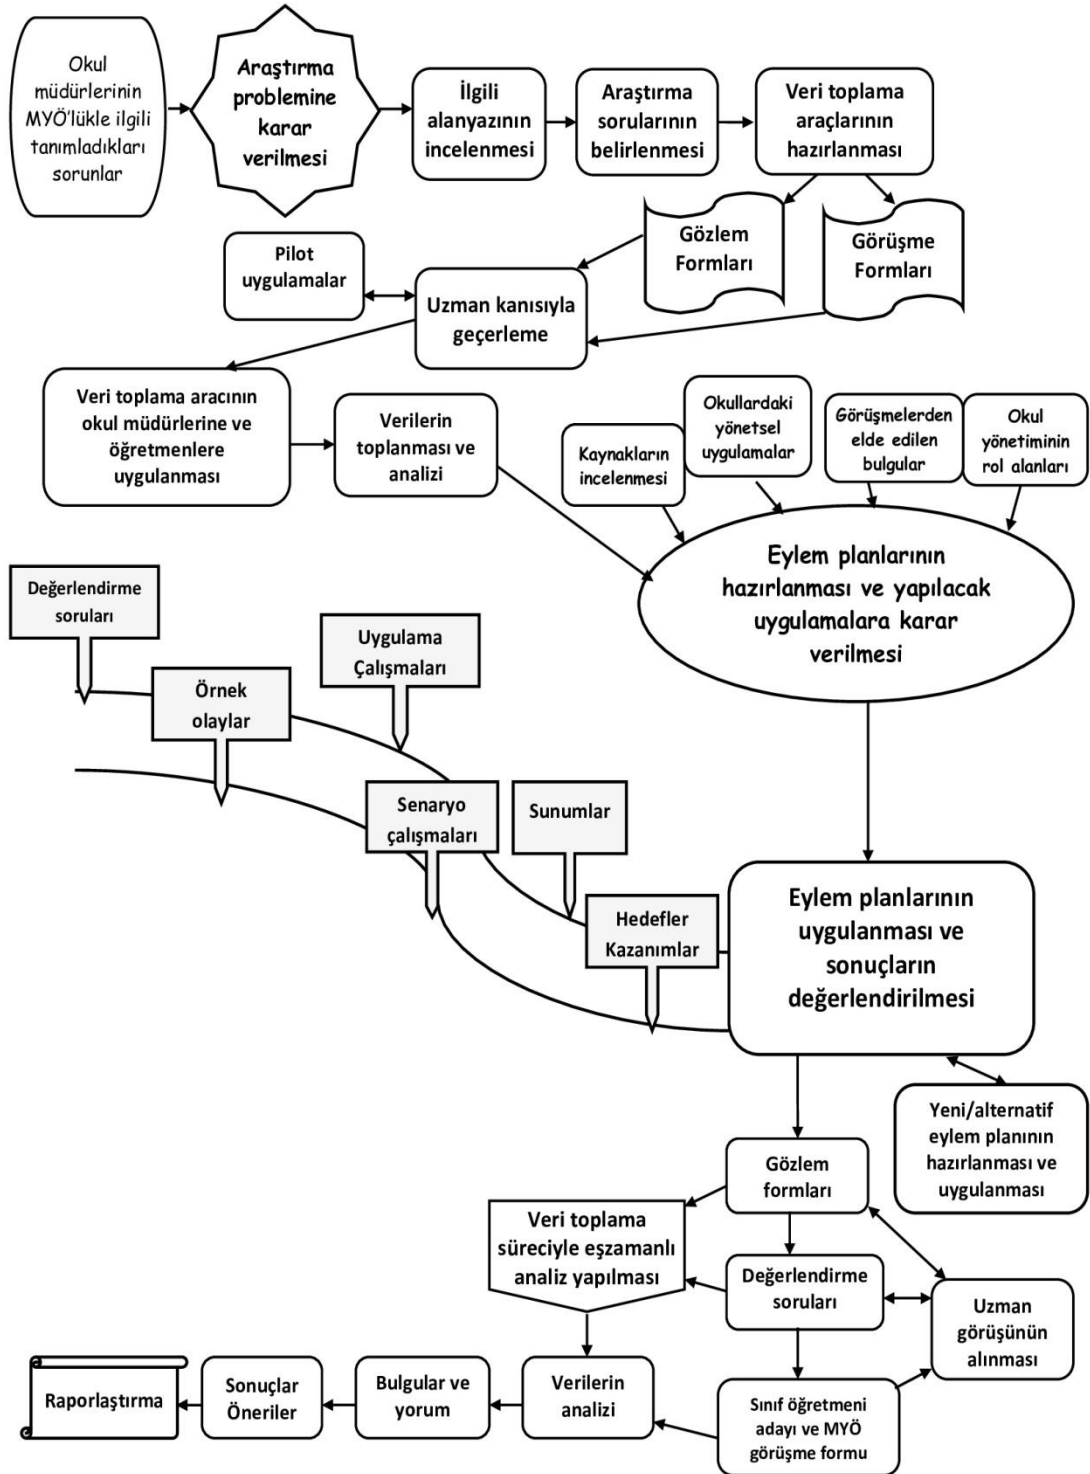 Okul
müdürlerinin
MYÖ'lükle ilgili
tanımladıkları
sorunlar
Araştırma
problemine
karar
verilmesi
İlgili
alanyazının
incelenmesi
Araştırma
sorularının
belirlenmesi
Veri toplama
araçlarının
hazırlanması
Gözlem
Formları
Görüşme
Formları
Pilot
uygulamalar
Uzman kanısıyla
geçerleme
Veri toplama aracının
okul müdürlerine ve
öğretmenlere
uygulanması
Verilerin
toplanması ve
analizi
Kaynakların
incelenmesi
Okullardaki
yönetsel
uygulamalar
Görüşmelerden
elde edilen
bulgular
Okul
yönetiminin
rol alanları
Eylem planlarının
hazırlanması ve yapılacak
uygulamalara karar
verilmesi
Değerlendirme
soruları
Örnek
olaylar
Uygulama
Çalışmaları
Senaryo
çalışmaları
Sunumlar
Hedefler
Kazanımlar
Eylem planlarının
uygulanması ve
sonuçların
değerlendirilmesi
Yeni/alternatif
eylem planının
hazırlanması ve
uygulanması
Gözlem
formları
Veri toplama
süreciyle eşzamanlı
analiz yapılması
Değerlendirme
soruları
Uzman
görüşünün
alınması
Sınıf öğretmeni
adayı ve MYÖ
görüşme formu
Verilerin
analizi
Bulgular ve
yorum
Sonuçlar
Öneriler
Raporlaştırma